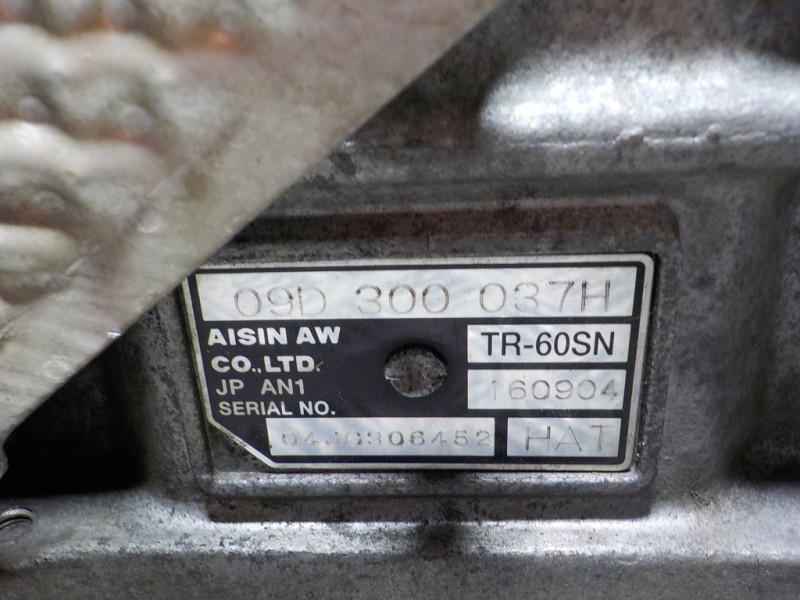 09D 300 037H
AISIN AW
CO.,LTD.
TR-60SN
JP AN1
160904
SERIAL NO.
HAT